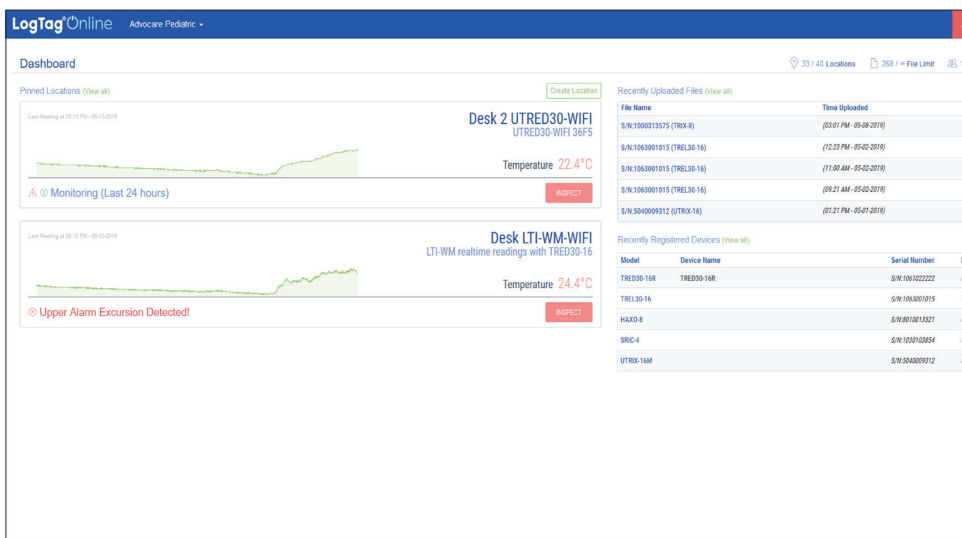 LogTag Online Advocare Pediatric
Dashboard
33 / 40 Locations 268 / ∞ File Limit
Pinned Locations (View all) Create Location
Last Reading at 02:13 PM - 05-13-2019
Desk 2 UTRED30-WIFI
UTRED30-WIFI 36F5
Temperature 22.4°C
Monitoring (Last 24 hours) INSPECT
Last Reading at 02:13 PM - 05-13-2019
Desk LTI-WM-WIFI
LTI-WM realtime readings with TRED30-16
Temperature 24.4°C
Upper Alarm Excursion Detected! INSPECT
Recently Uploaded Files (View all)
File Name Time Uploaded
S/N:1000313575 (TRIX-8) (03:01 PM - 05-08-2019)
S/N:1063001015 (TREL30-16) (12:23 PM - 05-02-2019)
S/N:1063001015 (TREL30-16) (11:00 AM - 05-02-2019)
S/N:1063001015 (TREL30-16) (09:21 AM - 05-02-2019)
S/N:5040009312 (UTRIX-16) (01:21 PM - 05-01-2019)
Recently Registered Devices (View all)
Model Device Name Serial Number
TRED30-16R TRED30-16R S/N:1061022222
TREL30-16 S/N:1063001015
HAXO-8 S/N:8010013521
SRIC-4 S/N:1030103854
UTRIX-16M S/N:5040009312